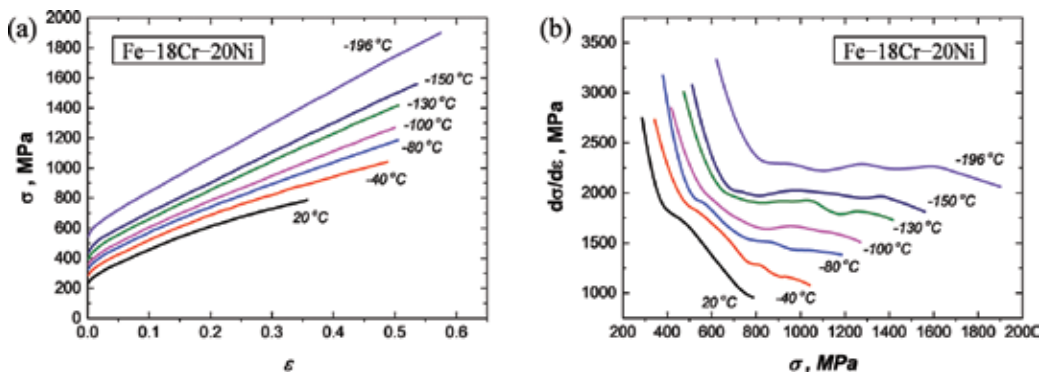 (a)
Fe–18Cr–20Ni
2000
1800
1600
1400
1200
1000
800
600
400
200
0
σ , MPa
-196°C
-150°C
-130°C
-100°C
-80°C
-40°C
20°C
0.0 0.1 0.2 0.3 0.4 0.5 0.6
ε
(b)
Fe–18Cr–20Ni
3500
3000
2500
2000
1500
1000
dσ/dε , MPa
-196°C
-150°C
-130°C
-100°C
-80°C
-40°C
20°C
200 400 600 800 1000 1200 1400 1600 1800
σ, MPa